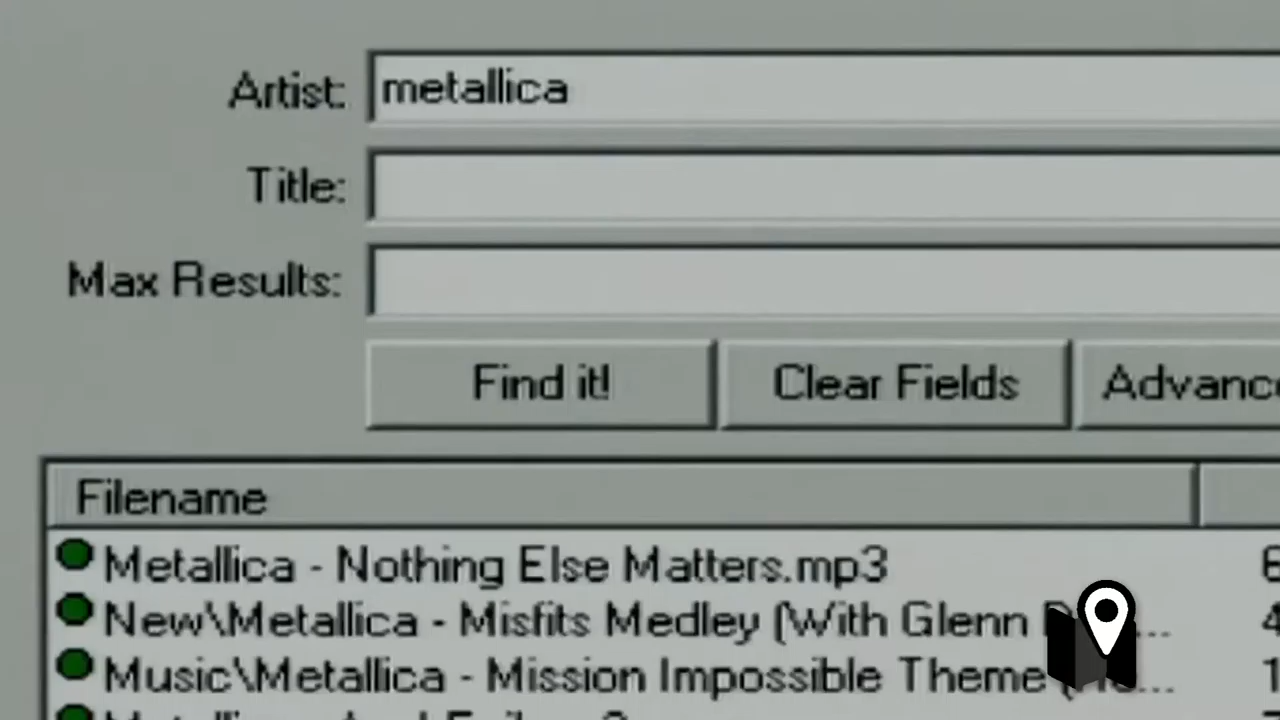 Artist: metallica
Title:
Max Results:
Find it! Clear Fields
Filename
Metallica - Nothing Else Matters.mp3
New\Metallica - Misfits Medley (With Glenn
Music\Metallica - Mission Impossible Theme